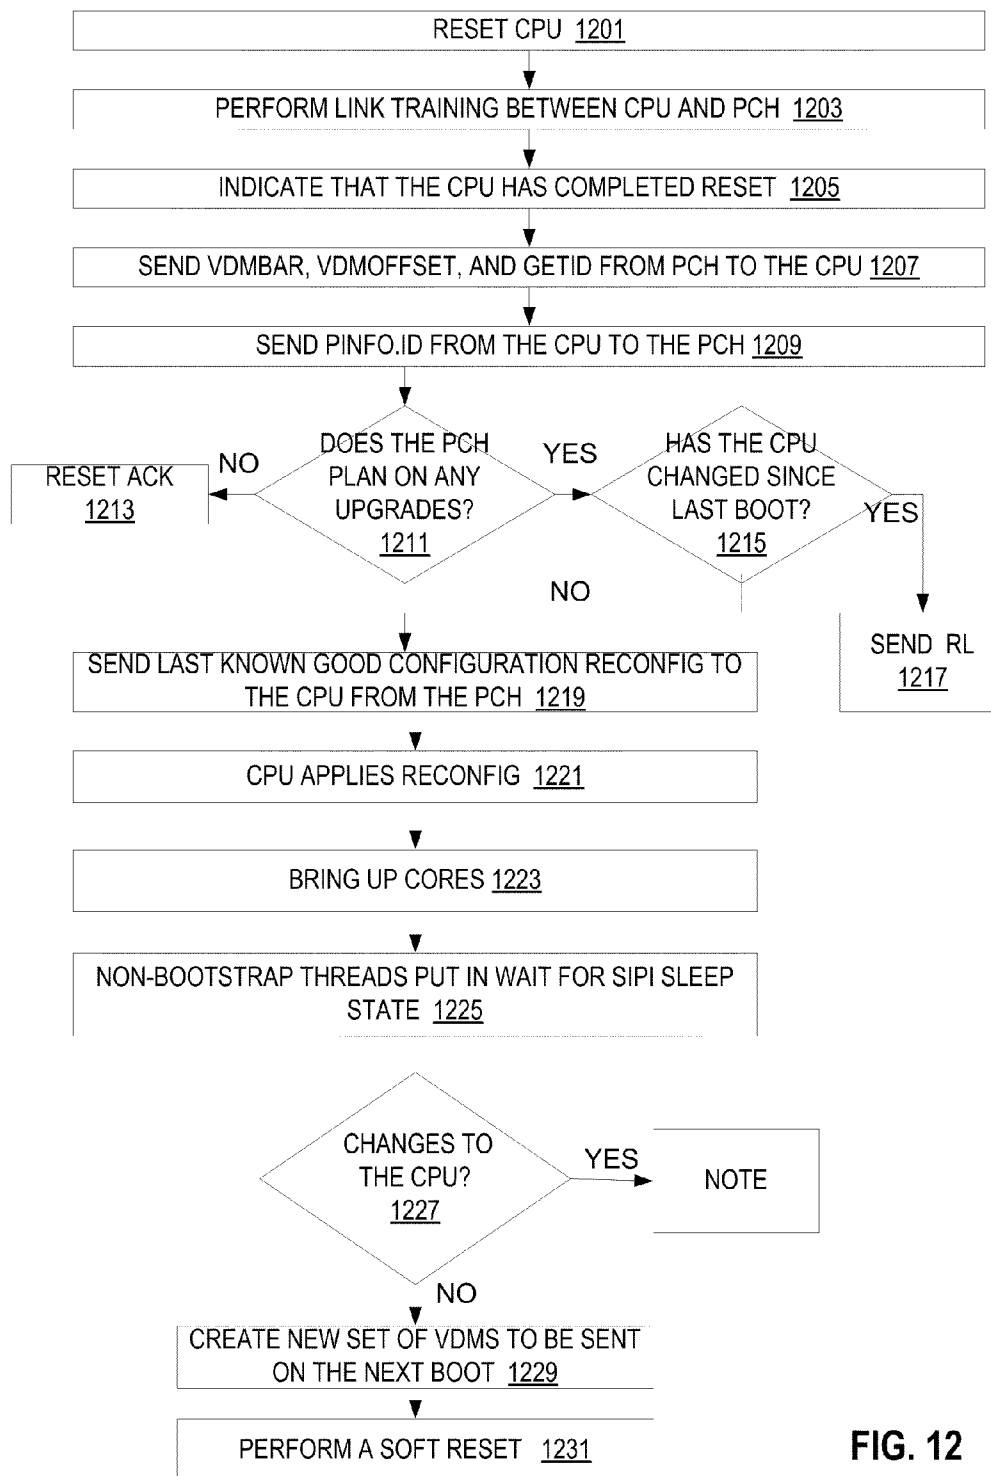 RESET CPU 1201
PERFORM LINK TRAINING BETWEEN CPU AND PCH 1203
INDICATE THAT THE CPU HAS COMPLETED RESET 1205
SEND VDMBAR, VDMOFFSET, AND GETID FROM PCH TO THE CPU 1207
SEND PINFO.ID FROM THE CPU TO THE PCH 1209
RESET ACK
1213
NO
DOES THE PCH
PLAN ON ANY
UPGRADES?
1211
YES
HAS THE CPU
CHANGED SINCE
LAST BOOT?
1215
YES
NO
SEND RL
1217
SEND LAST KNOWN GOOD CONFIGURATION RECONFIG TO
THE CPU FROM THE PCH 1219
CPU APPLIES RECONFIG 1221
BRING UP CORES 1223
NON-BOOTSTRAP THREADS PUT IN WAIT FOR SIPI SLEEP
STATE 1225
CHANGES TO
THE CPU?
1227
YES
NOTE
NO
CREATE NEW SET OF VDMS TO BE SENT
ON THE NEXT BOOT 1229
PERFORM A SOFT RESET 1231
FIG. 12